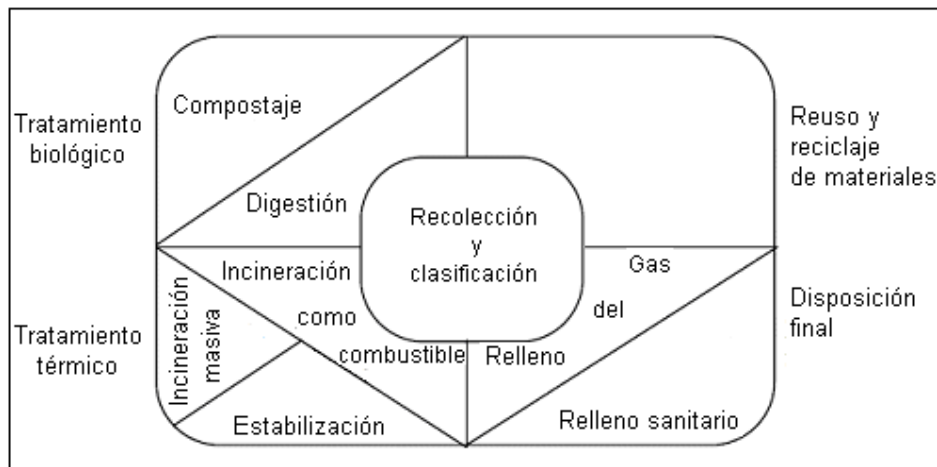 Compostaje
Tratamiento
biológico
Digestión
Recolección
y
clasificación
Reuso y
reciclaje
de materiales
Incineración
como
combustible
Incineración
masiva
Tratamiento
térmico
Estabilización
Gas
del
Relleno
Disposición
final
Relleno sanitario